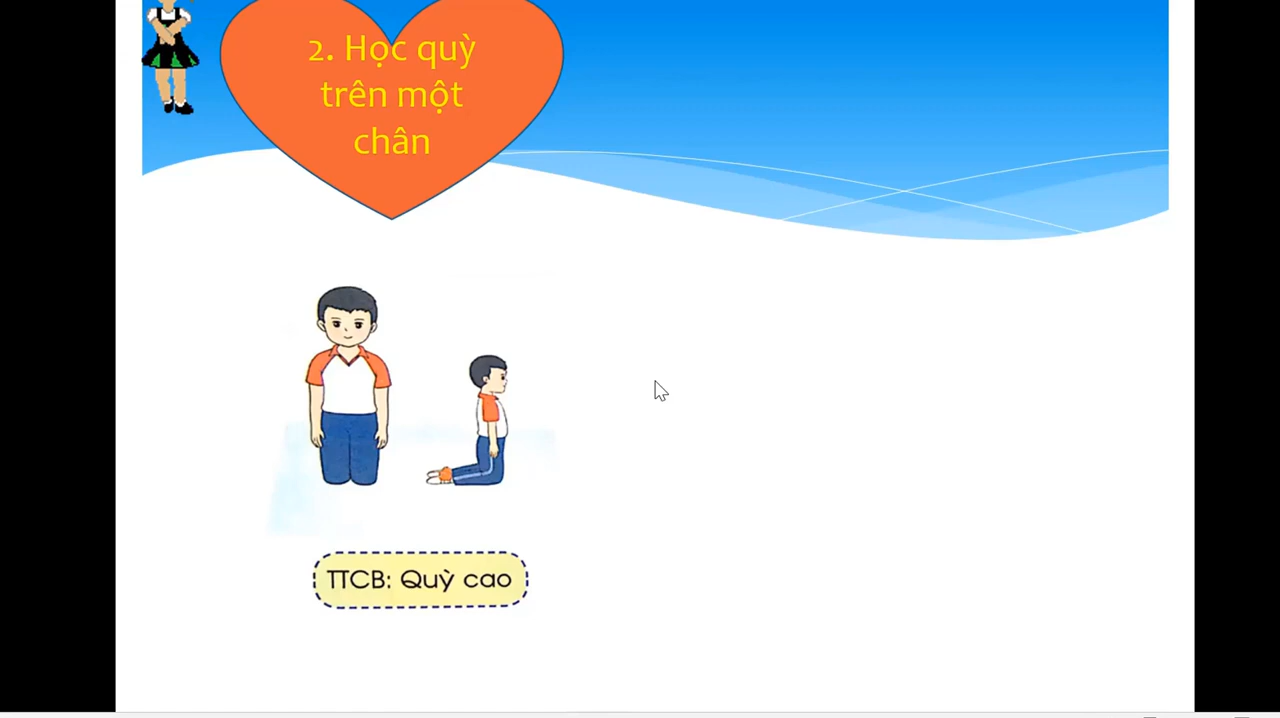 2. Học quỳ
trên một
chân
TTCB: Quỳ cao